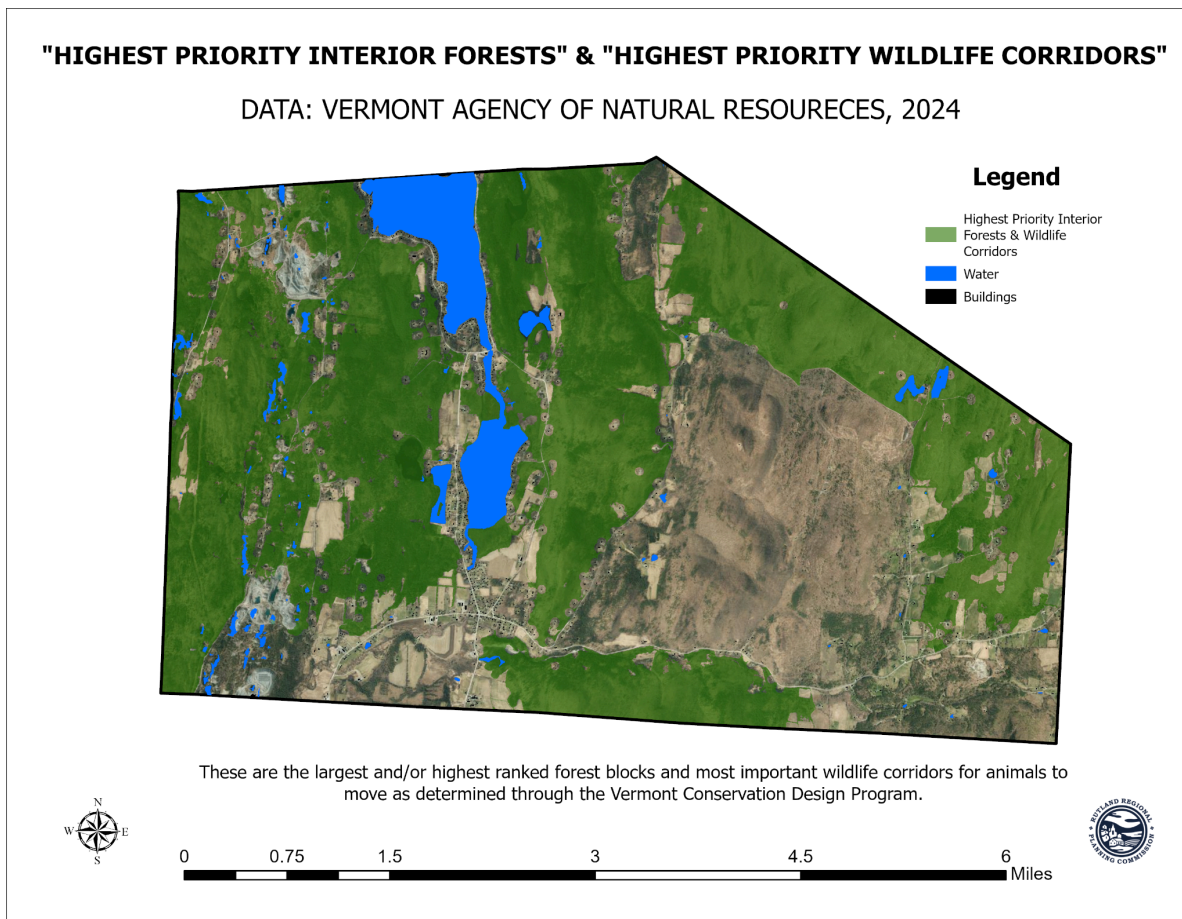 "HIGHEST PRIORITY INTERIOR FORESTS" & "HIGHEST PRIORITY WILDLIFE CORRIDORS"
DATA: VERMONT AGENCY OF NATURAL RESOURECES, 2024
Legend
Highest Priority Interior
Forests & Wildlife
Corridors
Water
Buildings
These are the largest and/or highest ranked forest blocks and most important wildlife corridors for animals to
move as determined through the Vermont Conservation Design Program.
N
W E
S
RUTLAND REGIONAL
PLANNING COMMISSION
0 0.75 1.5 3 4.5 6
Miles